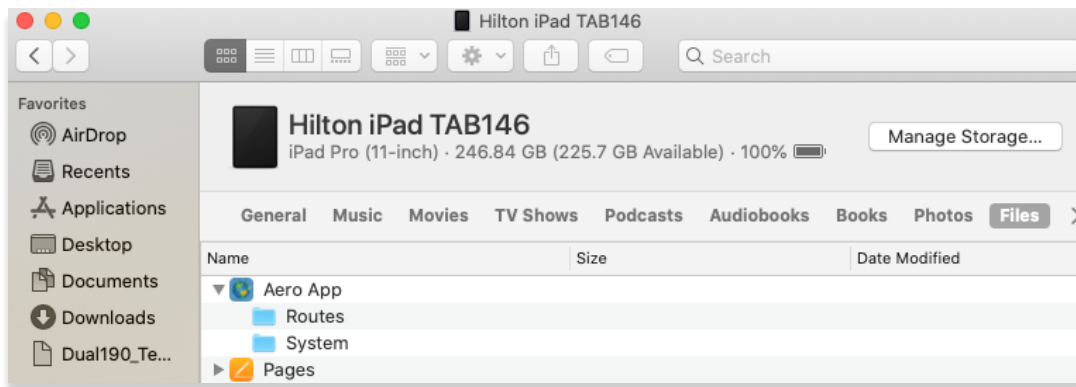 Hilton iPad TAB146
Search
Favorites
AirDrop
Recents
Applications
Desktop
Documents
Downloads
Dual190_Te...
Hilton iPad TAB146
iPad Pro (11-inch) · 246.84 GB (225.7 GB Available) · 100%
Manage Storage...
General Music Movies TV Shows Podcasts Audiobooks Books Photos Files
Name Size Date Modified
Aero App
Routes
System
Pages